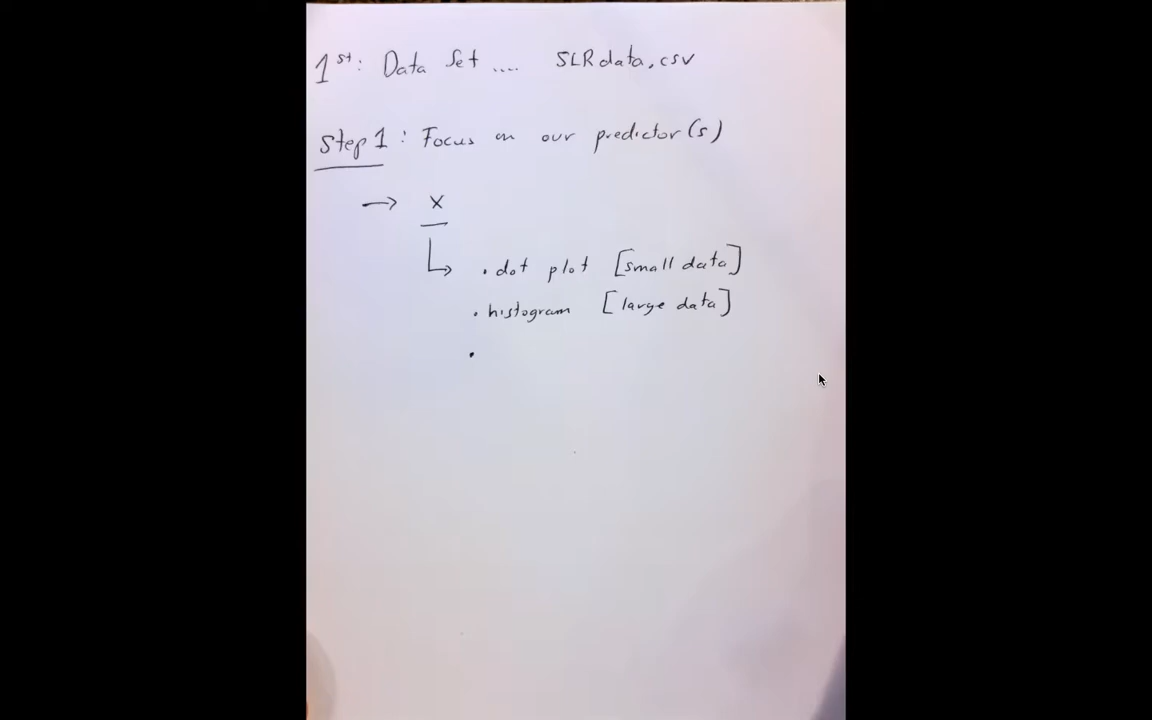 1st: Data Set .... SLRdata.csv
Step 1: Focus on our predictor(s)
→ X
• dot plot [small data]
• histogram [large data]
•